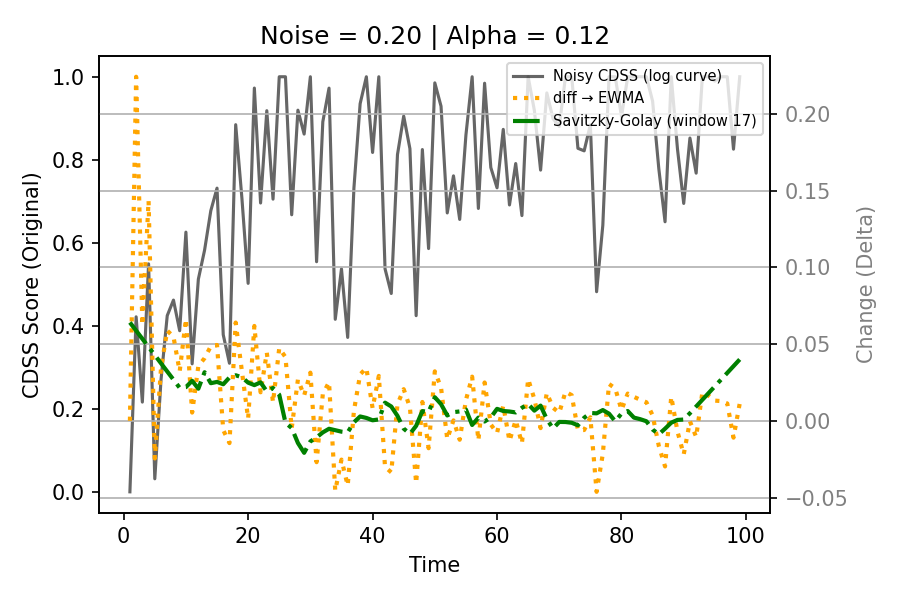 Noise = 0.20 | Alpha = 0.12
Noisy CDSS (log curve)
diff → EWMA
Savitzky-Golay (window 17)
CDSS Score (Original)
1.0
0.8
0.6
0.4
0.2
0.0
0.20
0.15
0.10
0.05
0.00
−0.05
Change (Delta)
0 20 40 60 80 100
Time